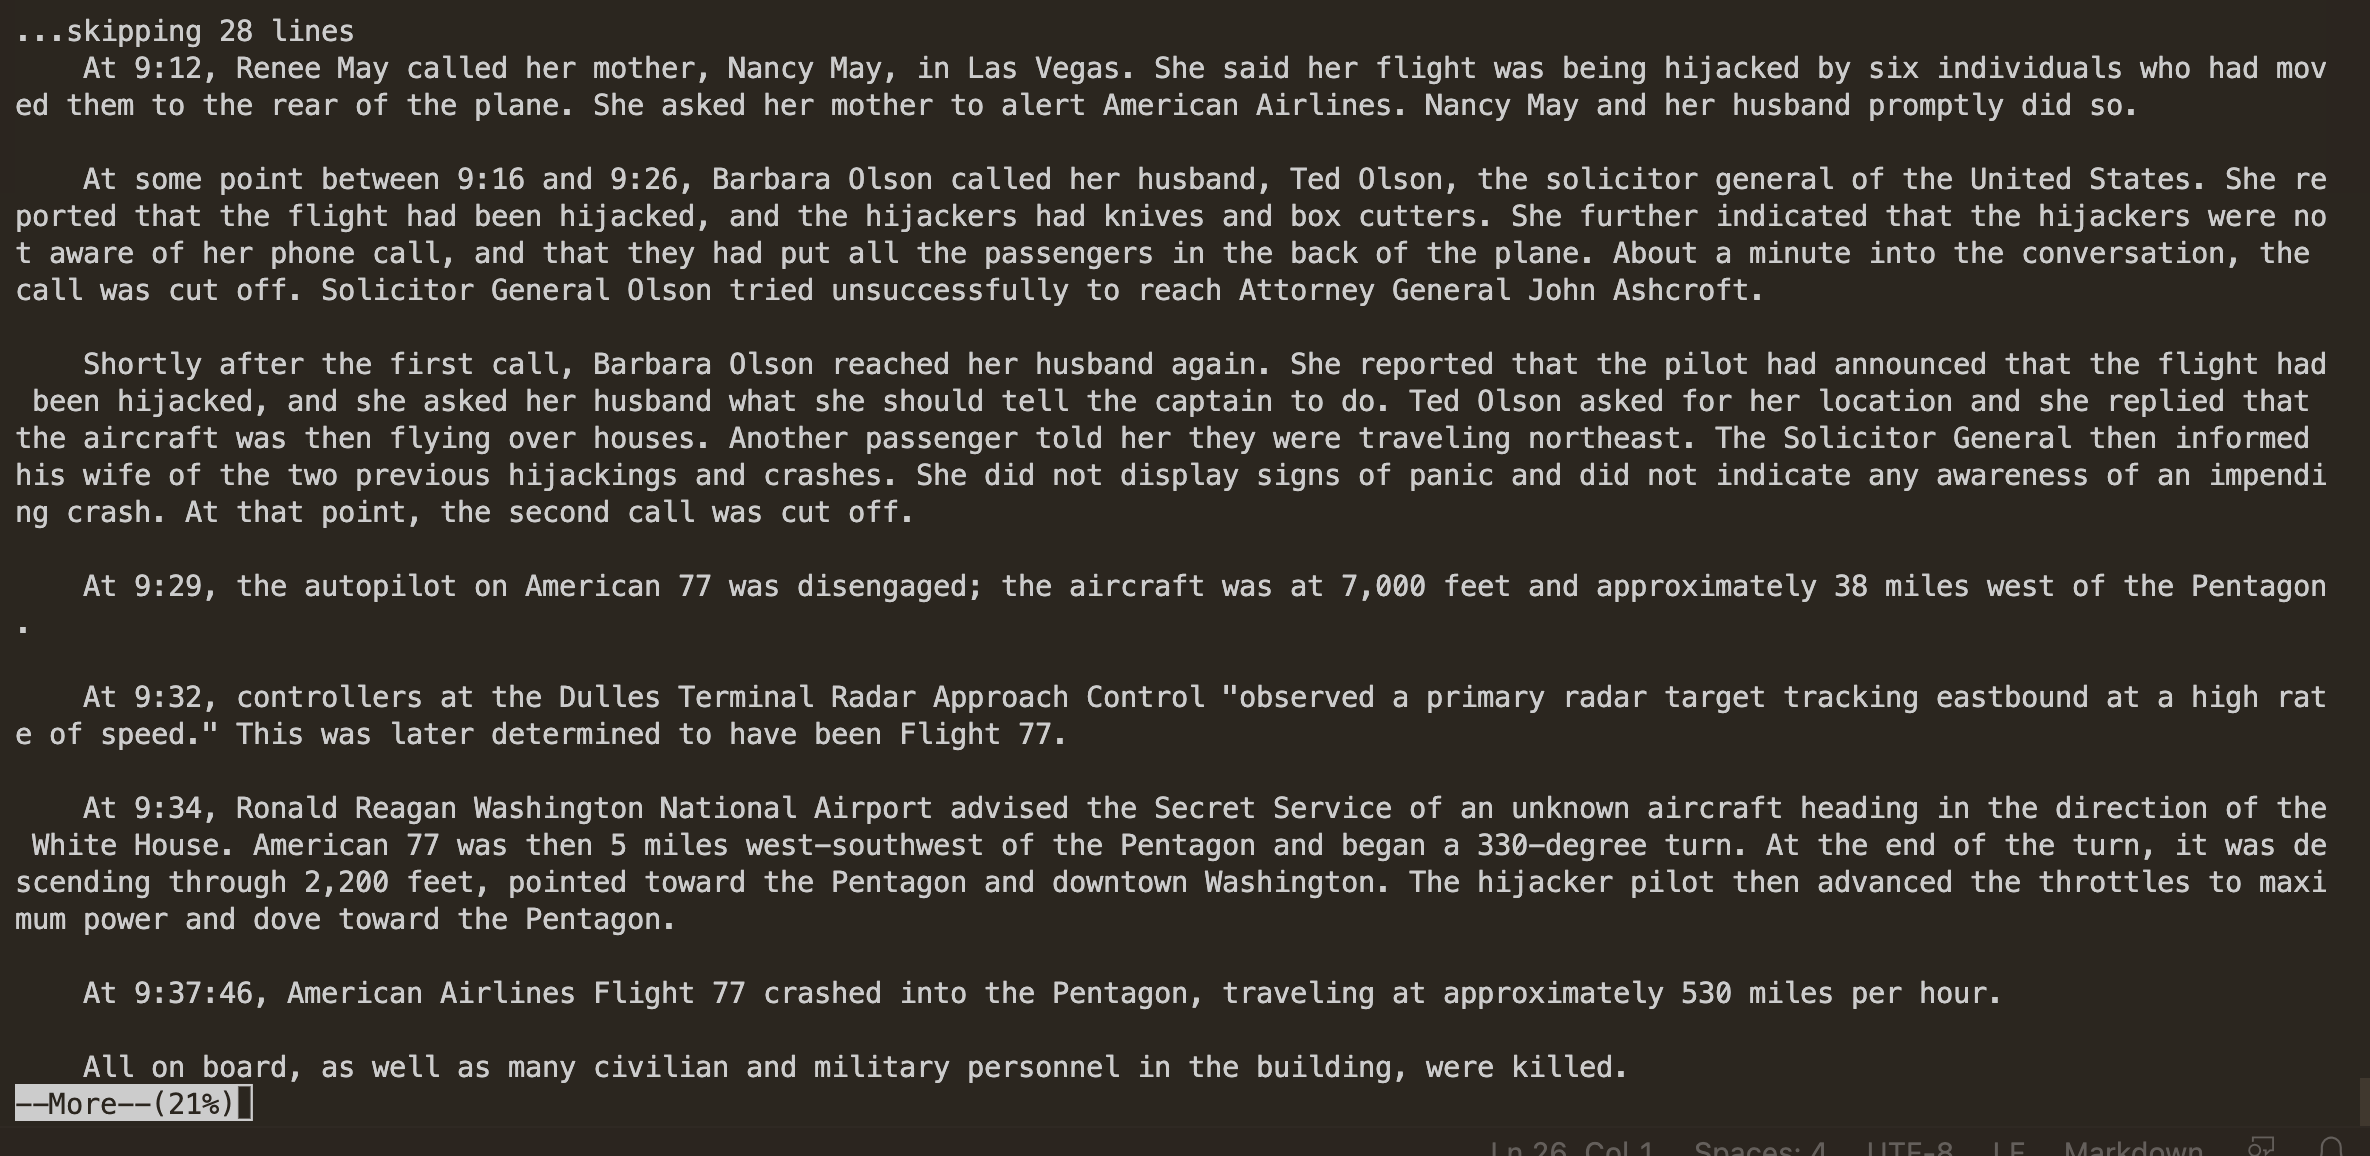 ...skipping 28 lines
    At 9:12, Renee May called her mother, Nancy May, in Las Vegas. She said her flight was being hijacked by six individuals who had mov
ed them to the rear of the plane. She asked her mother to alert American Airlines. Nancy May and her husband promptly did so.

    At some point between 9:16 and 9:26, Barbara Olson called her husband, Ted Olson, the solicitor general of the United States. She re
ported that the flight had been hijacked, and the hijackers had knives and box cutters. She further indicated that the hijackers were no
t aware of her phone call, and that they had put all the passengers in the back of the plane. About a minute into the conversation, the
call was cut off. Solicitor General Olson tried unsuccessfully to reach Attorney General John Ashcroft.

    Shortly after the first call, Barbara Olson reached her husband again. She reported that the pilot had announced that the flight had
 been hijacked, and she asked her husband what she should tell the captain to do. Ted Olson asked for her location and she replied that
the aircraft was then flying over houses. Another passenger told her they were traveling northeast. The Solicitor General then informed
his wife of the two previous hijackings and crashes. She did not display signs of panic and did not indicate any awareness of an impendi
ng crash. At that point, the second call was cut off.

    At 9:29, the autopilot on American 77 was disengaged; the aircraft was at 7,000 feet and approximately 38 miles west of the Pentagon
.

    At 9:32, controllers at the Dulles Terminal Radar Approach Control "observed a primary radar target tracking eastbound at a high rat
e of speed." This was later determined to have been Flight 77.

    At 9:34, Ronald Reagan Washington National Airport advised the Secret Service of an unknown aircraft heading in the direction of the
 White House. American 77 was then 5 miles west-southwest of the Pentagon and began a 330-degree turn. At the end of the turn, it was de
scending through 2,200 feet, pointed toward the Pentagon and downtown Washington. The hijacker pilot then advanced the throttles to maxi
mum power and dove toward the Pentagon.

    At 9:37:46, American Airlines Flight 77 crashed into the Pentagon, traveling at approximately 530 miles per hour.

    All on board, as well as many civilian and military personnel in the building, were killed.
--More--(21%)
Ln 26, Col 1 Spaces: 4 UTF-8 LF Markdown